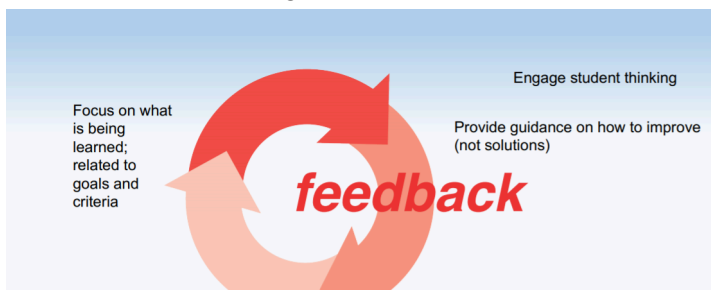 Focus on what
is being
learned;
related to
goals and
criteria
Engage student thinking
Provide guidance on how to improve
(not solutions)
feedback